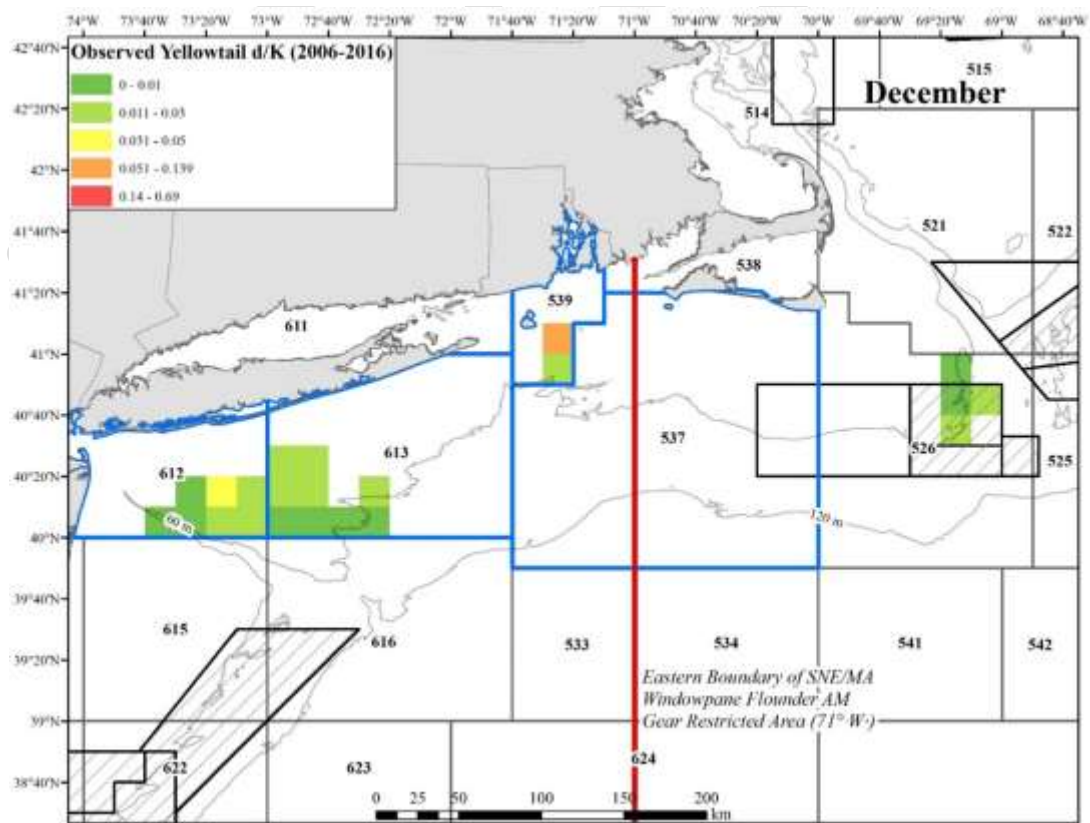 74°W 73°40'W 73°20'W 73°W 72°40'W 72°20'W 72°W 71°40'W 71°20'W 71°W 70°40'W 70°20'W 70°W 69°40'W 69°20'W 69°W 68°40'W
42°40'N
Observed Yellowtail d/K (2006-2016)
0 - 0.01
0.011 - 0.03
0.031 - 0.05
0.051 - 0.139
0.14 - 0.69
December
515
514
42°20'N
42°N
41°40'N
521
522
538
539
41°20'N
611
41°N
40°40'N
537
613
526
525
612
40°20'N
60 m
120 m
40°N
39°40'N
615
616
533
534
541
542
39°20'N
Eastern Boundary of SNE/MA
Windowpane Flounder AM
Gear Restricted Area (71° W)
39°N
622
623
624
38°40'N
0 25 50 100 150 200
km